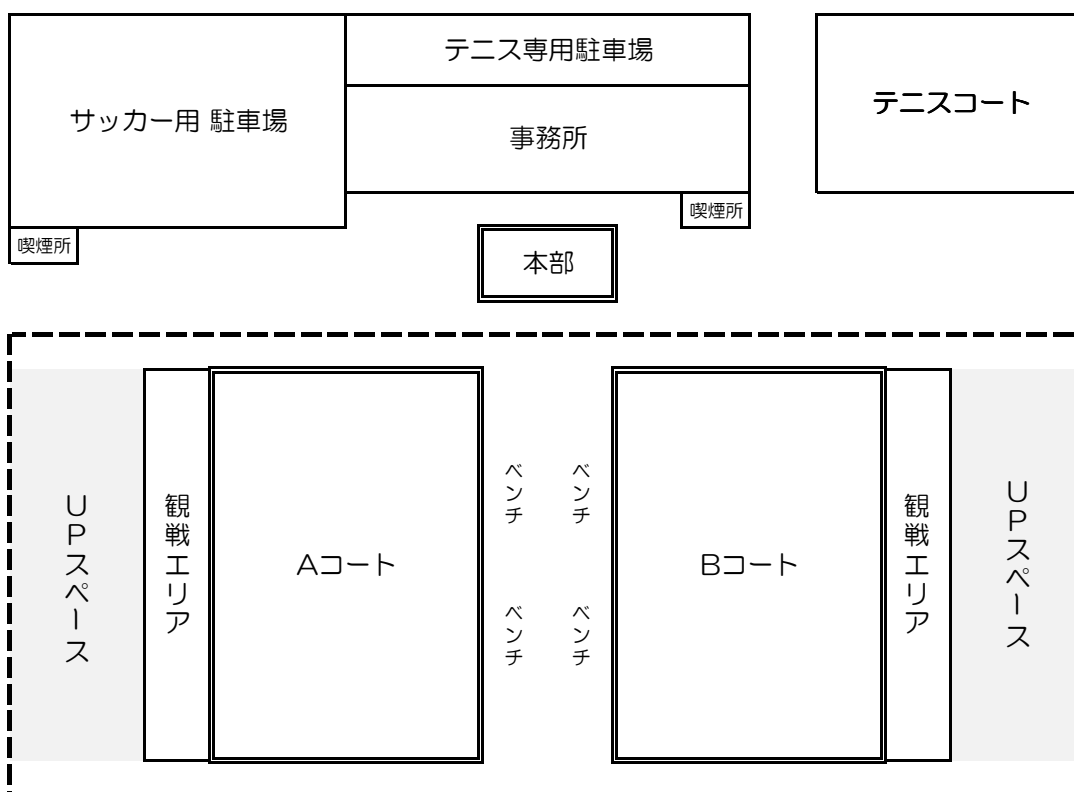 テニス専用駐車場
サッカー用 駐車場
事務所
テニスコート
喫煙所
喫煙所
本部
UPスペース
観戦エリア
Aコート
ベンチ
ベンチ
ベンチ
ベンチ
Bコート
観戦エリア
UPスペース